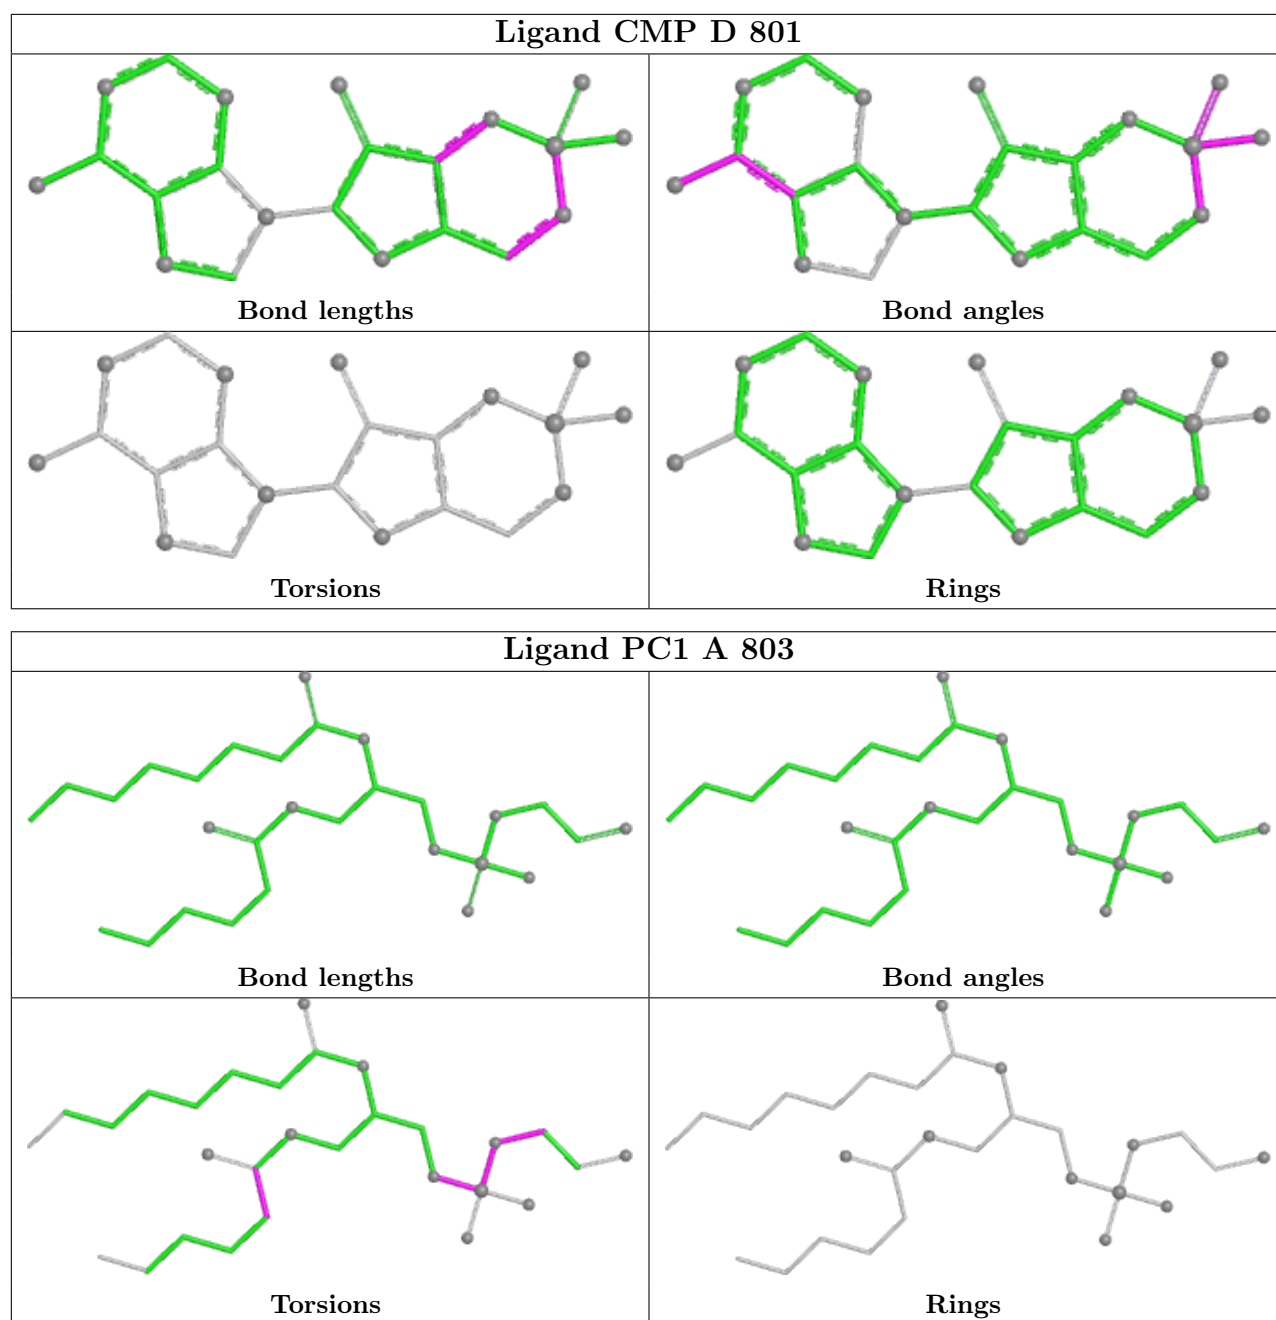 Ligand CMP D 801
Bond lengths
Bond angles
Torsions
Rings
Ligand PC1 A 803
Bond lengths
Bond angles
Torsions
Rings